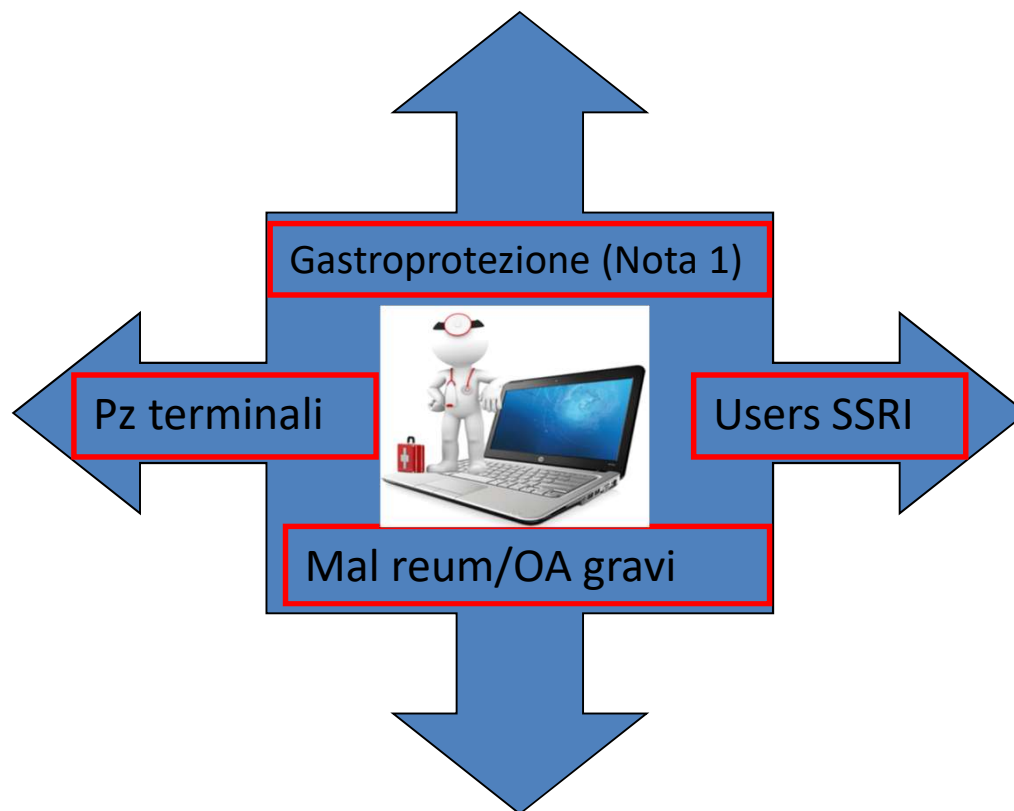 Gastroprotezione (Nota 1)
Pz terminali
Users SSRI
Mal reum/OA gravi